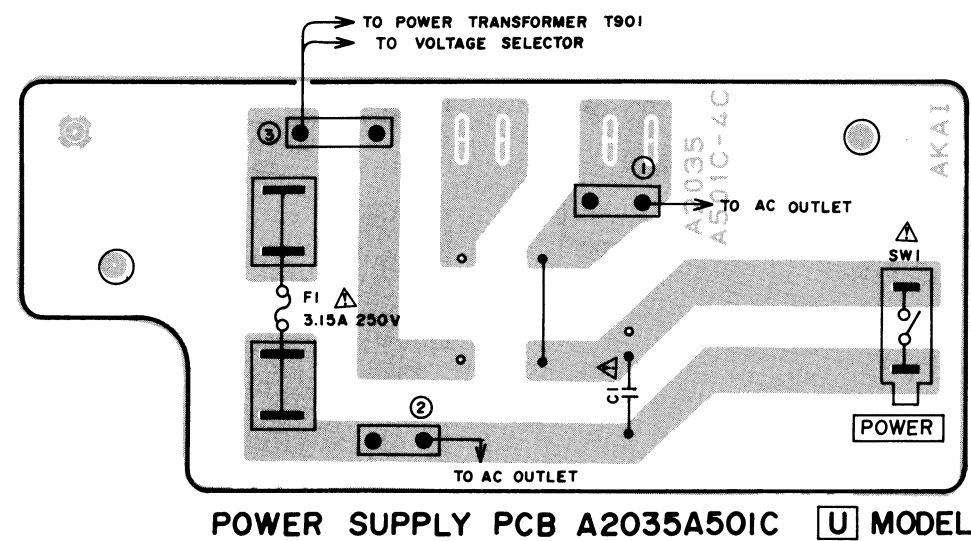 TO POWER TRANSFORMER T901
TO VOLTAGE SELECTOR
3
1
A2035
A501C-4C
AKAI
TO AC OUTLET
SW1
F1
3.15A 250V
C1
2
POWER
TO AC OUTLET
POWER SUPPLY PCB A2035A501C U MODEL